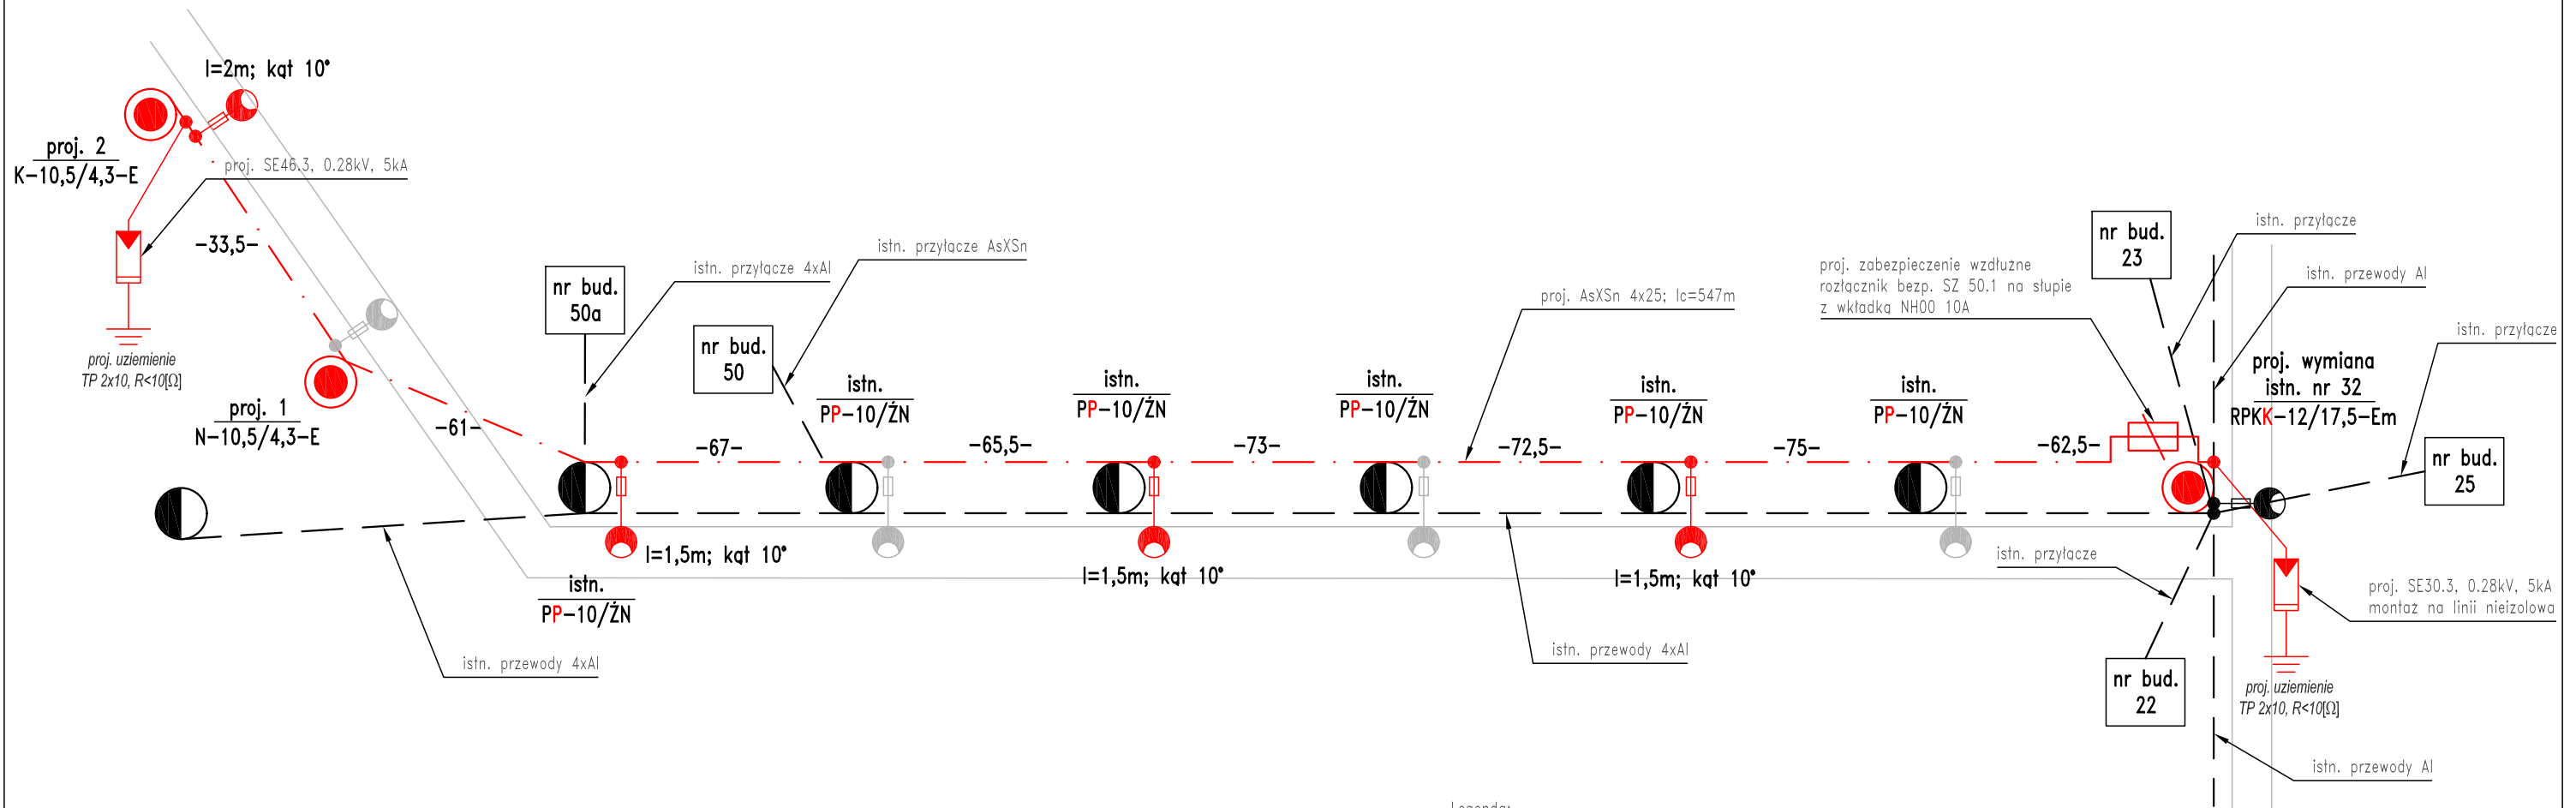 l=2m; kąt 10°
proj. 2
K-10,5/4,3-E
proj. SE46.3, 0.28kV, 5kA
-33,5-
proj. uziemienie
TP 2x10, R<10[Ω]
proj. 1
N-10,5/4,3-E
-61-
nr bud.
50a
istn. przyłącze 4xAl
istn. przyłącze AsXSn
nr bud.
50
istn.
PP-10/ŻN
istn.
PP-10/ŻN
istn.
PP-10/ŻN
istn.
PP-10/ŻN
istn.
PP-10/ŻN
proj. AsXSn 4x25; lc=547m
-67-
-65,5-
-73-
-72,5-
-75-
-62,5-
proj. zabezpieczenie wzdłużne
rozłącznik bezp. SZ 50.1 na słupie
z wkładką NH00 10A
nr bud.
23
istn. przyłącze
istn. przewody Al
istn. przyłącze
proj. wymiana
istn. nr 32
RPKK-12/17,5-Em
nr bud.
25
l=1,5m; kąt 10°
istn.
PP-10/ŻN
l=1,5m; kąt 10°
l=1,5m; kąt 10°
istn. przyłącze
proj. SE30.3, 0.28kV, 5kA
montaż na linii nieizolowa
istn. przewody 4xAl
istn. przewody 4xAl
nr bud.
22
proj. uziemienie
TP 2x10, R<10[Ω]
istn. przewody Al
Legenda: